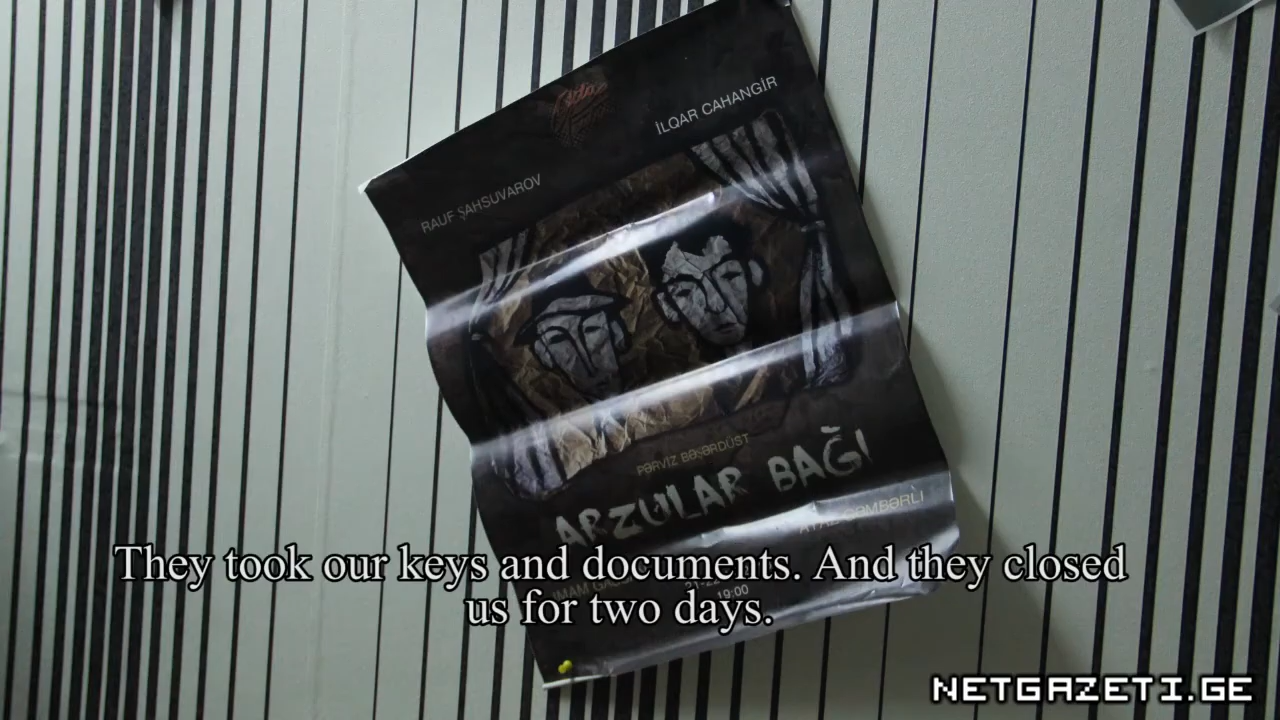 İLQAR CAHANGİR
RAUF ŞAHSUVAROV
PƏRVİZ BƏŞƏRDÜST
ARZULAR BAĞI
19:00
They took our keys and documents. And they closed
us for two days.
NETGAZETI.GE